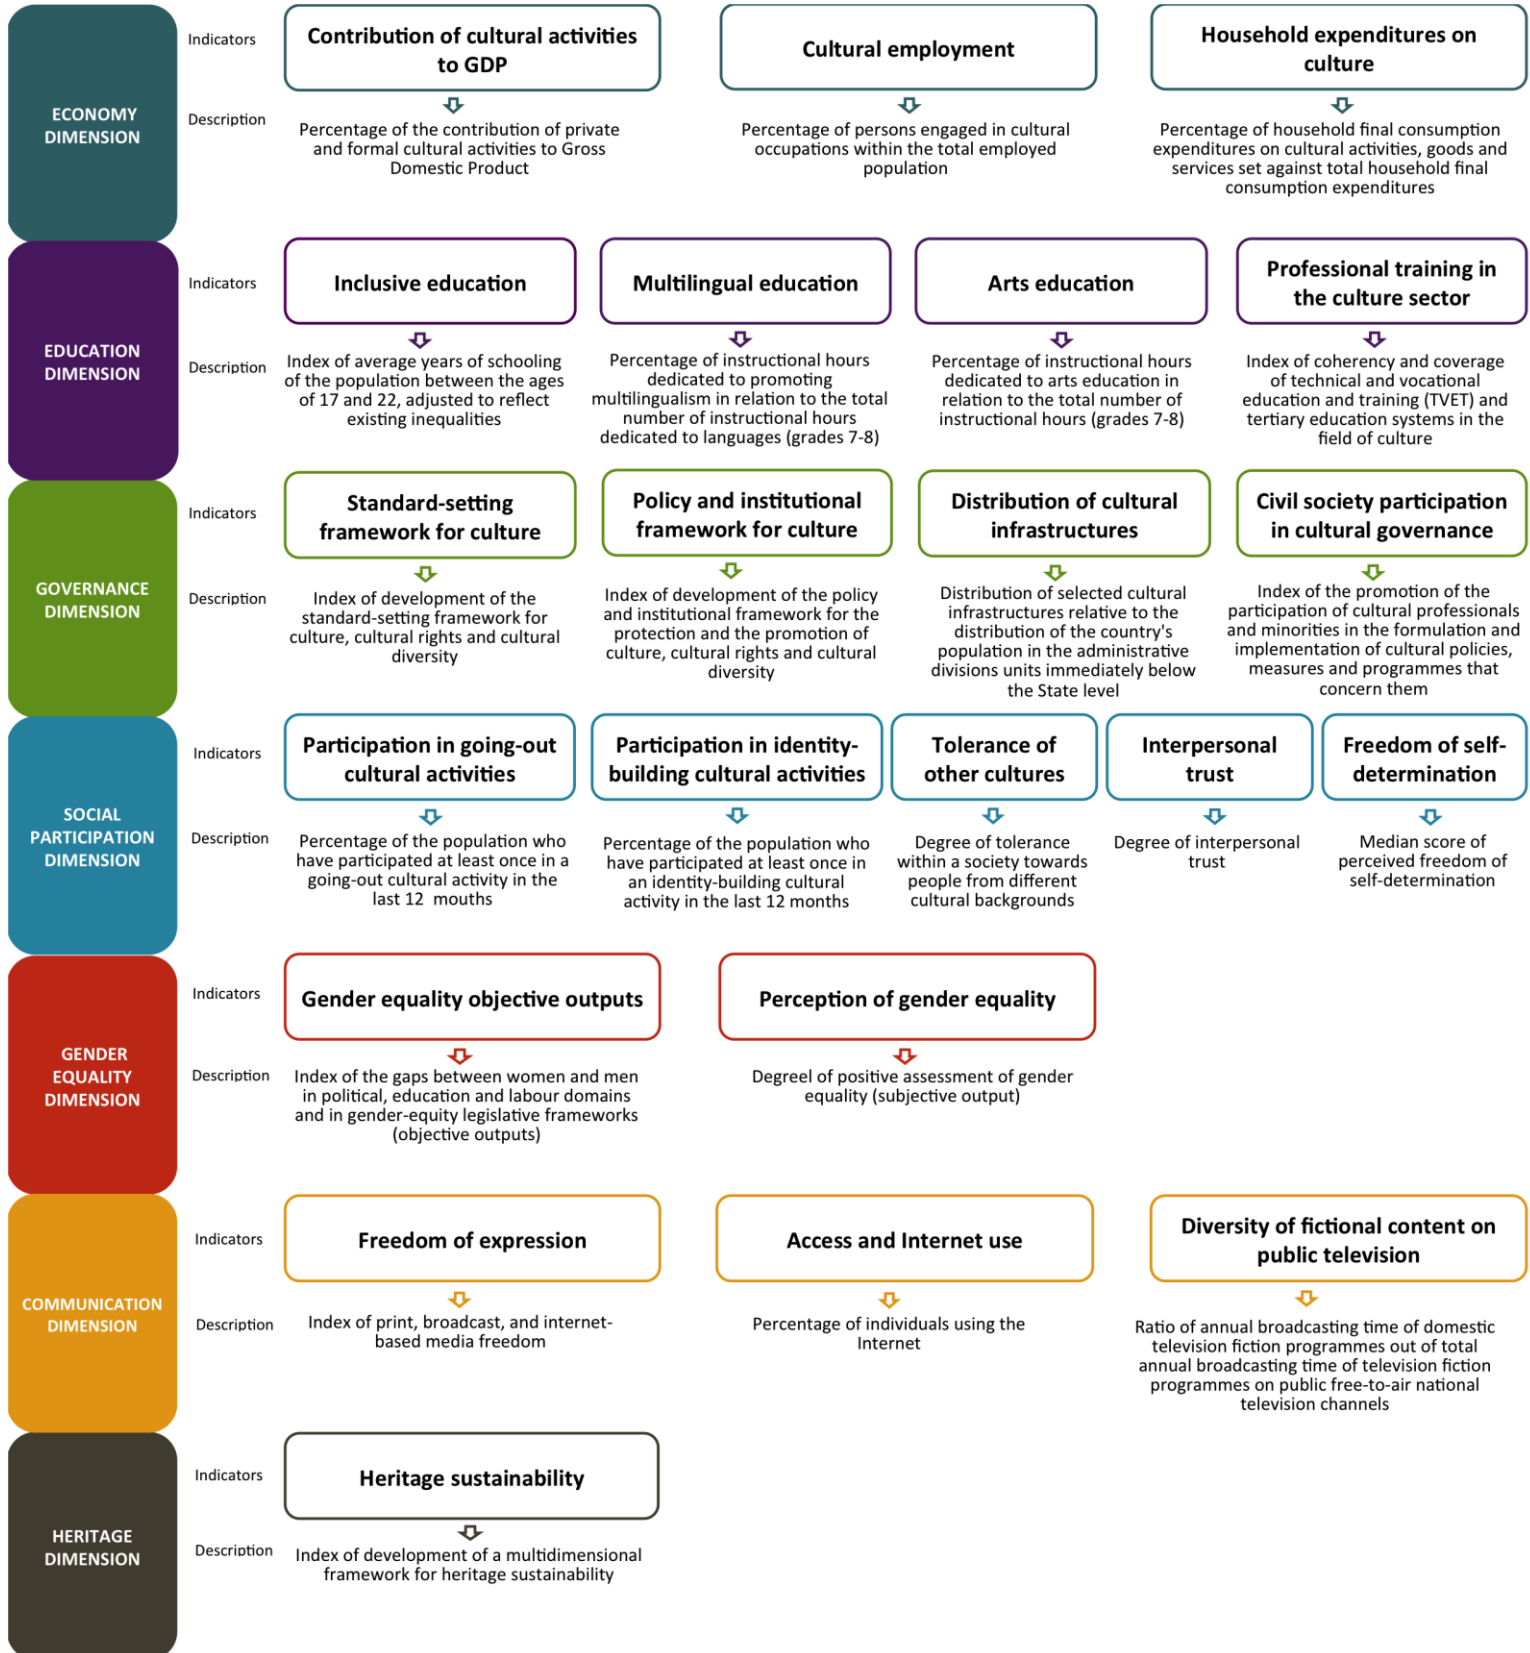 ECONOMY
DIMENSION
Indicators
Contribution of cultural activities
to GDP
Cultural employment
Household expenditures on
culture
Description
Percentage of the contribution of private
and formal cultural activities to Gross
Domestic Product
Percentage of persons engaged in cultural
occupations within the total employed
population
Percentage of household final consumption
expenditures on cultural activities, goods and
services set against total household final
consumption expenditures
EDUCATION
DIMENSION
Indicators
Inclusive education
Multilingual education
Arts education
Professional training in
the culture sector
Description
Index of average years of schooling
of the population between the ages
of 17 and 22, adjusted to reflect
existing inequalities
Percentage of instructional hours
dedicated to promoting
multilingualism in relation to the total
number of instructional hours
dedicated to languages (grades 7-8)
Percentage of instructional hours
dedicated to arts education in
relation to the total number of
instructional hours (grades 7-8)
Index of coherency and coverage
of technical and vocational
education and training (TVET) and
tertiary education systems in the
field of culture
GOVERNANCE
DIMENSION
Indicators
Standard-setting
framework for culture
Policy and institutional
framework for culture
Distribution of cultural
infrastructures
Civil society participation
in cultural governance
Description
Index of development of the
standard-setting framework for
culture, cultural rights and cultural
diversity
Index of development of the policy
and institutional framework for the
protection and the promotion of
culture, cultural rights and cultural
diversity
Distribution of selected cultural
infrastructures relative to the
distribution of the country's
population in the administrative
divisions units immediately below
the State level
Index of the promotion of the
participation of cultural professionals
and minorities in the formulation and
implementation of cultural policies,
measures and programmes that
concern them
SOCIAL
PARTICIPATION
DIMENSION
Indicators
Participation in going-out
cultural activities
Participation in identity-
building cultural activities
Tolerance of
other cultures
Interpersonal
trust
Freedom of self-
determination
Description
Percentage of the population who
have participated at least once in a
going-out cultural activity in the
last 12 mouths
Percentage of the population who
have participated at least once in
an identity-building cultural
activity in the last 12 months
Degree of tolerance
within a society towards
people from different
cultural backgrounds
Degree of interpersonal
trust
Median score of
perceived freedom of
self-determination
GENDER
EQUALITY
DIMENSION
Indicators
Gender equality objective outputs
Perception of gender equality
Description
Index of the gaps between women and men
in political, education and labour domains
and in gender-equity legislative frameworks
(objective outputs)
Degreel of positive assessment of gender
equality (subjective output)
COMMUNICATION
DIMENSION
Indicators
Freedom of expression
Access and Internet use
Diversity of fictional content on
public television
Description
Index of print, broadcast, and internet-
based media freedom
Percentage of individuals using the
Internet
Ratio of annual broadcasting time of domestic
television fiction programmes out of total
annual broadcasting time of television fiction
programmes on public free-to-air national
television channels
HERITAGE
DIMENSION
Indicators
Heritage sustainability
Description
Index of development of a multidimensional
framework for heritage sustainability